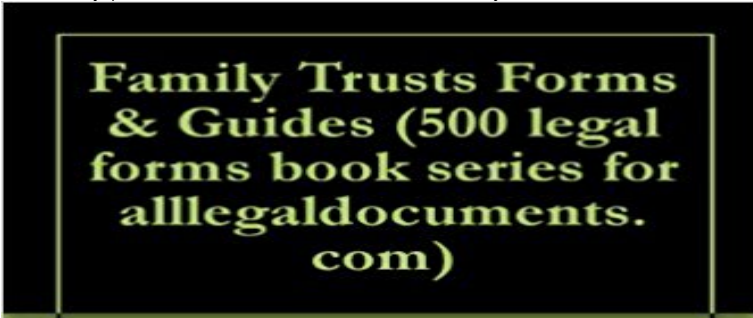 Family Trusts Forms
& Guides (500 legal
forms book series for
alllegaldocuments.
com)